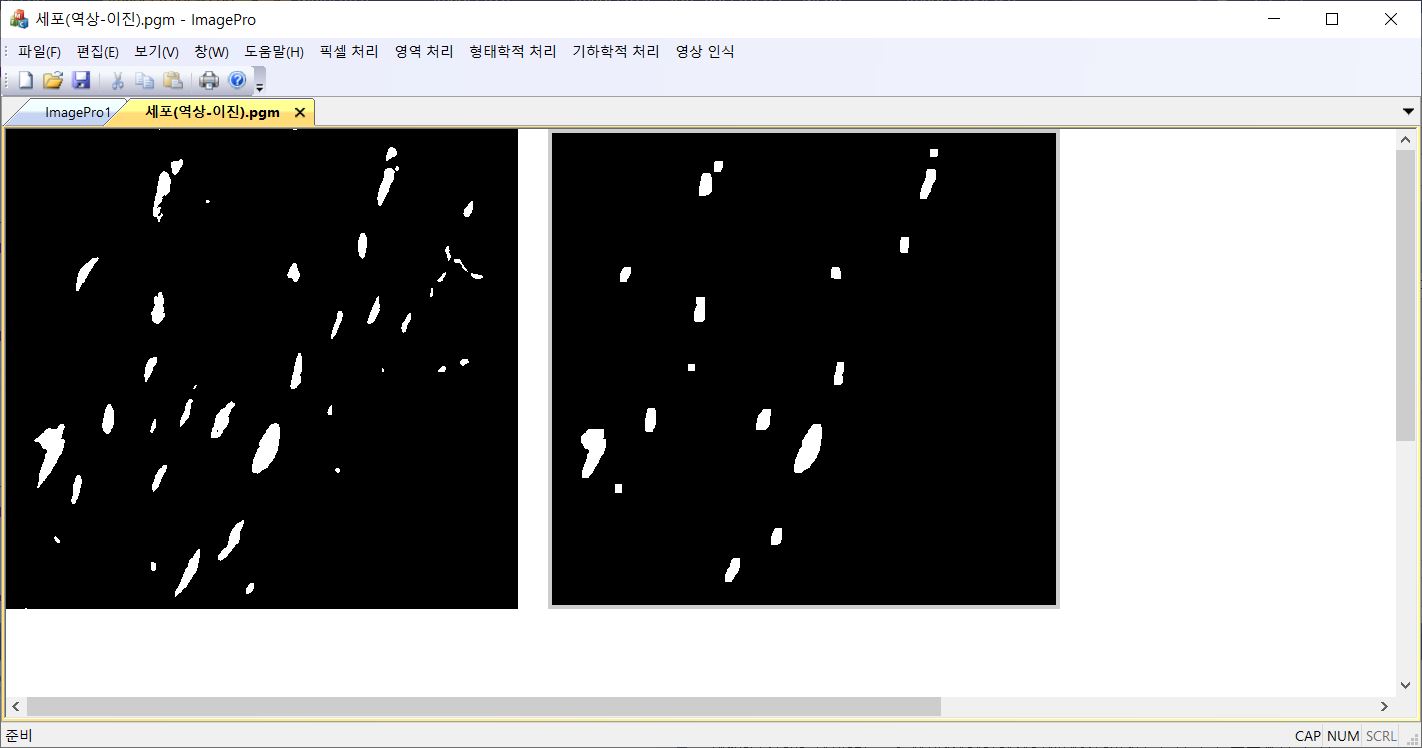 세포(역상-이진).pgm - ImagePro
파일(F) 편집(E) 보기(V) 창(W) 도움말(H) 픽셀 처리 영역 처리 형태학적 처리 기하학적 처리 영상 인식
ImagePro1 세포(역상-이진).pgm
준비 CAP NUM SCRL